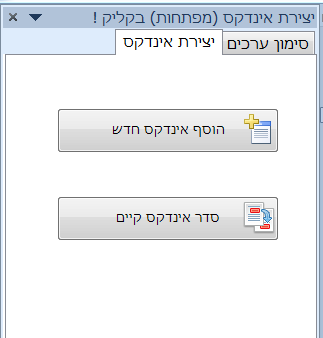 יצירת אינדקס (מפתחות) בקליק !
סימון ערכים
יצירת אינדקס
הוסף אינדקס חדש
סדר אינדקס קיים